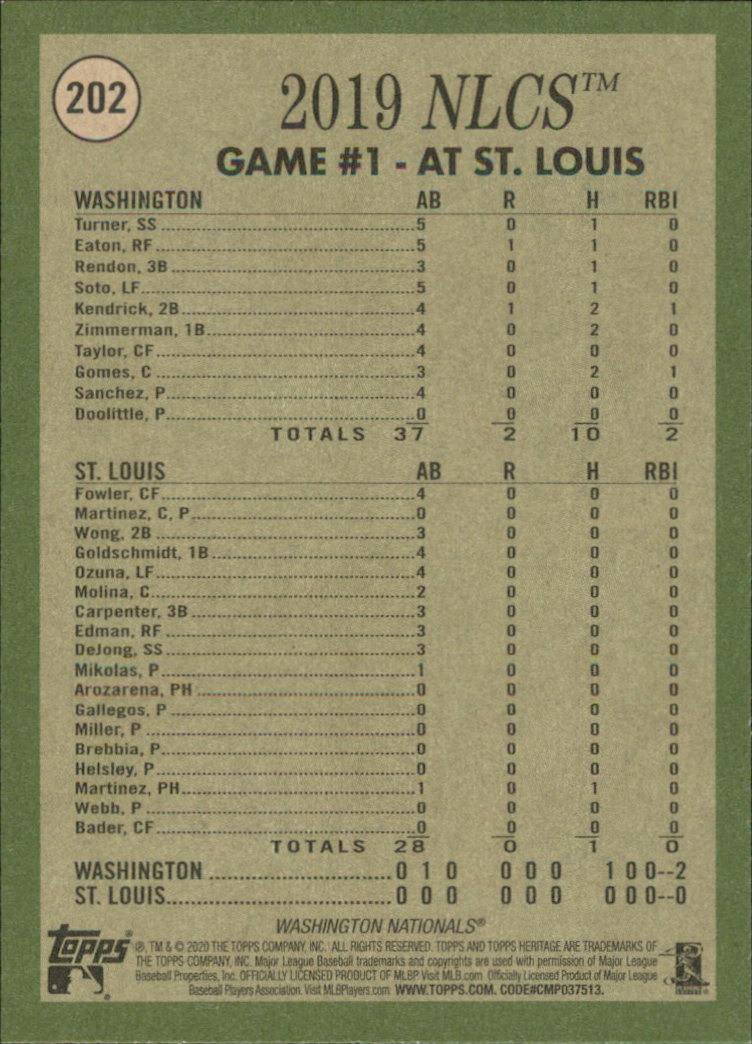 202
2019 NLCS™
GAME #1 - AT ST. LOUIS
WASHINGTON AB R H RBI
Turner, SS 5 0 1 0
Eaton, RF 5 1 1 0
Rendon, 3B 3 0 1 0
Soto, LF 5 0 1 0
Kendrick, 2B 4 1 2 1
Zimmerman, 1B 4 0 2 0
Taylor, CF 4 0 0 0
Gomes, C 3 0 2 1
Sanchez, P 4 0 0 0
Doolittle, P 0 0 0 0
TOTALS 37 2 10 2
ST. LOUIS AB R H RBI
Fowler, CF 4 0 0 0
Martinez, C, P 0 0 0 0
Wong, 2B 3 0 0 0
Goldschmidt, 1B 4 0 0 0
Ozuna, LF 4 0 0 0
Molina, C 2 0 0 0
Carpenter, 3B 3 0 0 0
Edman, RF 3 0 0 0
DeJong, SS 3 0 0 0
Mikolas, P 1 0 0 0
Arozarena, PH 0 0 0 0
Gallegos, P 0 0 0 0
Miller, P 0 0 0 0
Brebbia, P 0 0 0 0
Helsley, P 0 0 0 0
Martinez, PH 1 0 1 0
Webb, P 0 0 0 0
Bader, CF 0 0 0 0
TOTALS 28 0 1 0
WASHINGTON 0 1 0 0 0 0 1 0 0--2
ST. LOUIS 0 0 0 0 0 0 0 0 0--0
WASHINGTON NATIONALS®
topps®
®, TM & © 2020 THE TOPPS COMPANY, INC. ALL RIGHTS RESERVED. TOPPS AND TOPPS HERITAGE ARE TRADEMARKS OF
THE TOPPS COMPANY, INC. Major League Baseball trademarks and copyrights are used with permission of Major League
Baseball Properties, Inc. OFFICIALLY LICENSED PRODUCT OF MLBP Visit MLB.com Officially Licensed Product of Major League
Baseball Players Association. Visit MLBPlayers.com WWW.TOPPS.COM. CODE#CMP037513.